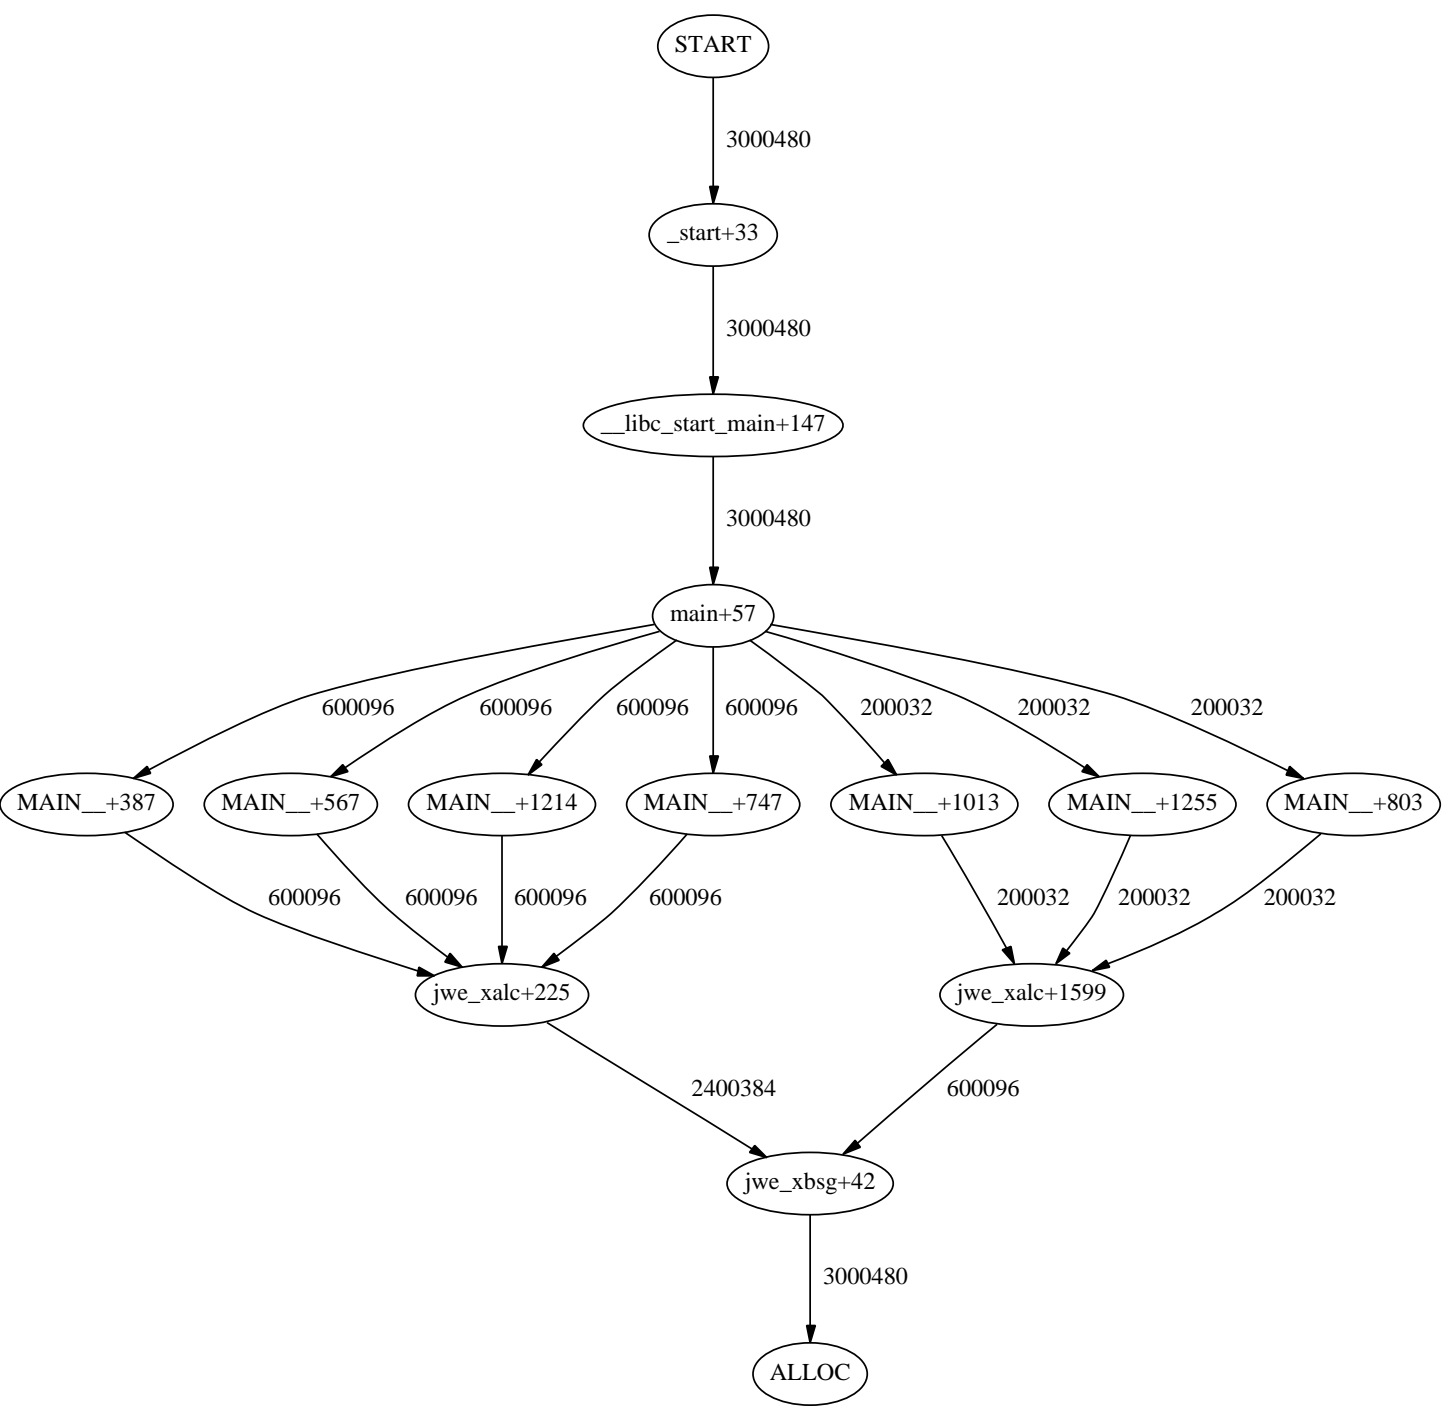 START
3000480
_start+33
3000480
__libc_start_main+147
3000480
main+57
600096 600096 600096 600096 200032 200032 200032
MAIN__+387 MAIN__+567 MAIN__+1214 MAIN__+747 MAIN__+1013 MAIN__+1255 MAIN__+803
600096 600096 600096 600096 200032 200032 200032
jwe_xalc+225 jwe_xalc+1599
2400384 600096
jwe_xbsg+42
3000480
ALLOC